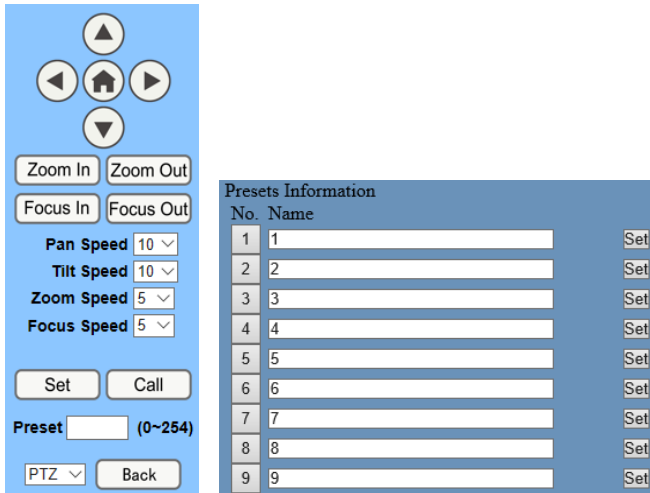 Zoom In Zoom Out
Focus In Focus Out
Pan Speed 10
Tilt Speed 10
Zoom Speed 5
Focus Speed 5
Set Call
Preset (0~254)
PTZ Back
Presets Information
No. Name
1 1 Set
2 2 Set
3 3 Set
4 4 Set
5 5 Set
6 6 Set
7 7 Set
8 8 Set
9 9 Set